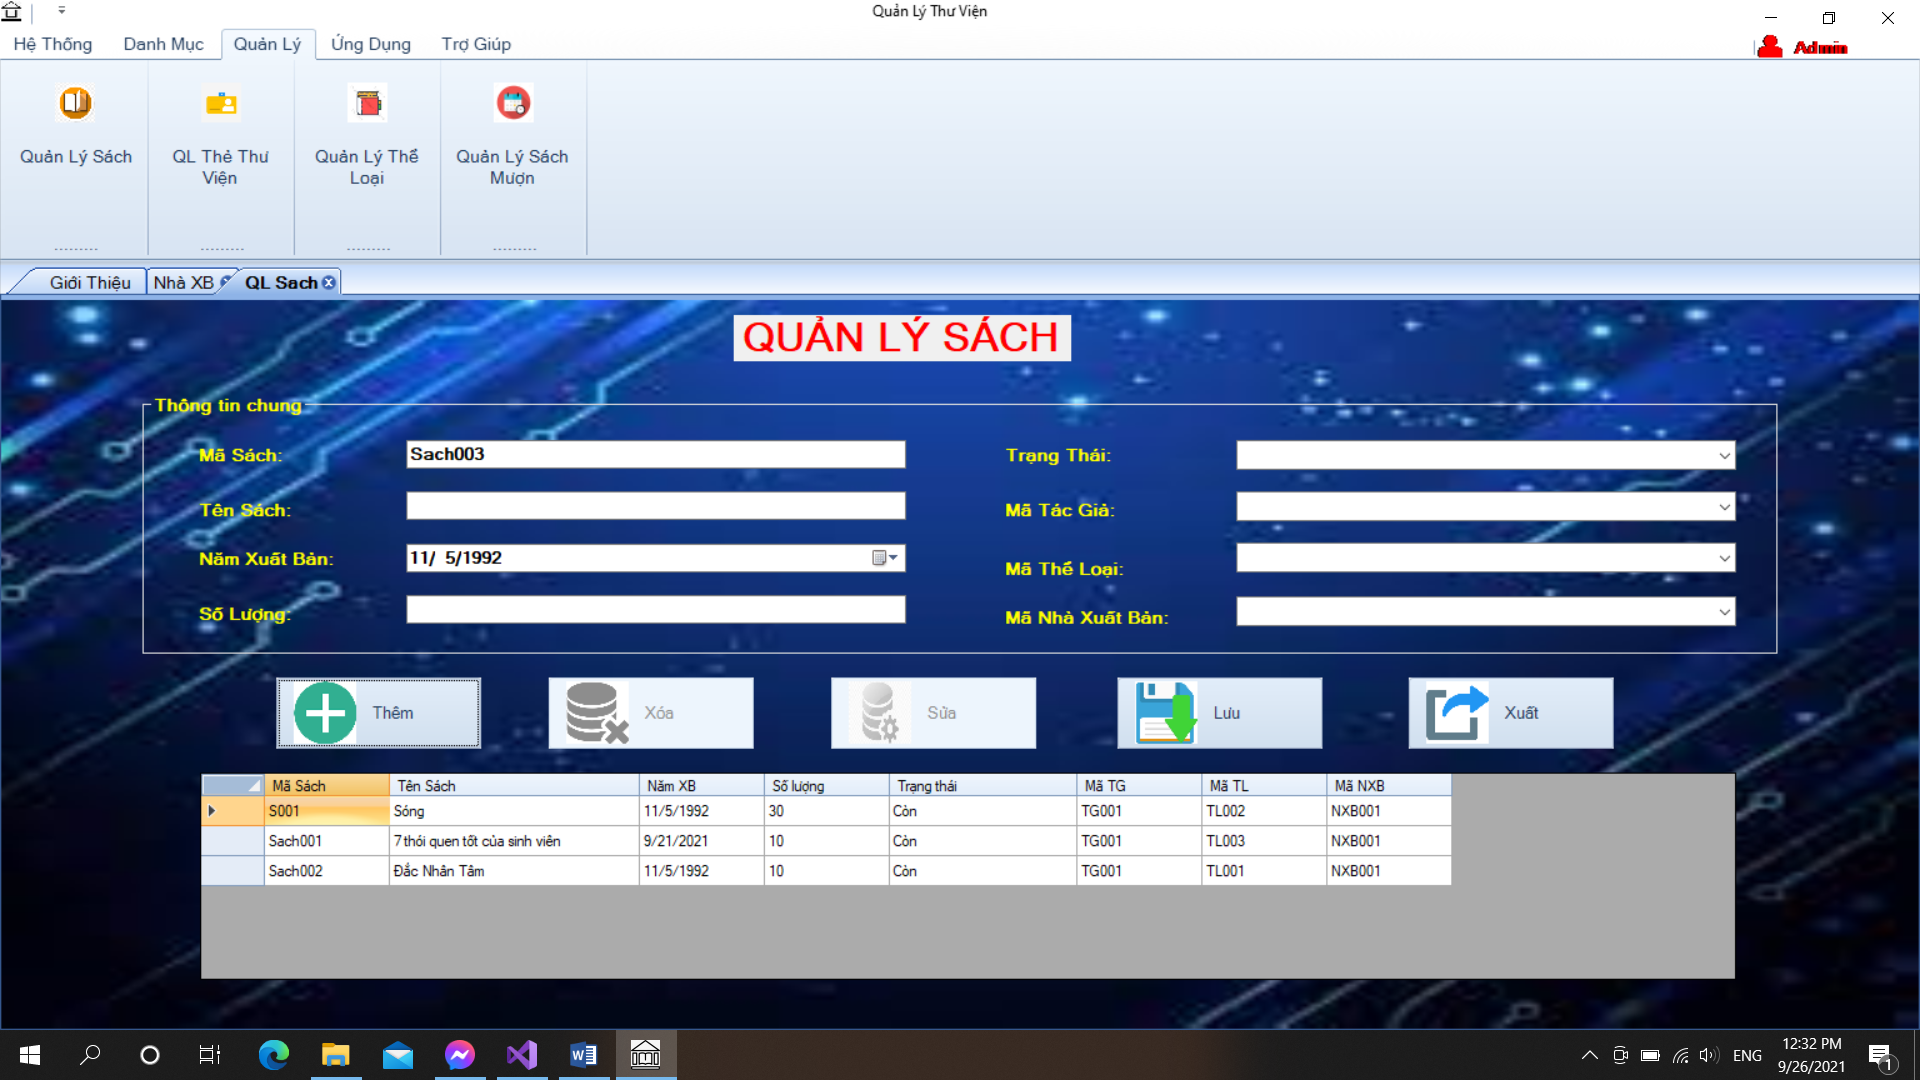 Quản Lý Thư Viện
Hệ Thống Danh Mục Quản Lý Ứng Dụng Trợ Giúp
Admin
Quản Lý Sách
QL Thẻ Thư Viện
Quản Lý Thể Loại
Quản Lý Sách Mượn
Giới Thiệu Nhà XB QL Sach
QUẢN LÝ SÁCH
Thông tin chung
Mã Sách: Sach003 Trạng Thái:
Tên Sách: Mã Tác Giả:
Năm Xuất Bản: 11/ 5/1992 Mã Thể Loại:
Số Lượng: Mã Nhà Xuất Bản:
Thêm Xóa Sửa Lưu Xuất
Mã Sách Tên Sách Năm XB Số lượng Trạng thái Mã TG Mã TL Mã NXB
S001 Sóng 11/5/1992 30 Còn TG001 TL002 NXB001
Sach001 7 thói quen tốt của sinh viên 9/21/2021 10 Còn TG001 TL003 NXB001
Sach002 Đắc Nhân Tâm 11/5/1992 10 Còn TG001 TL001 NXB001
ENG 12:32 PM
9/26/2021
1